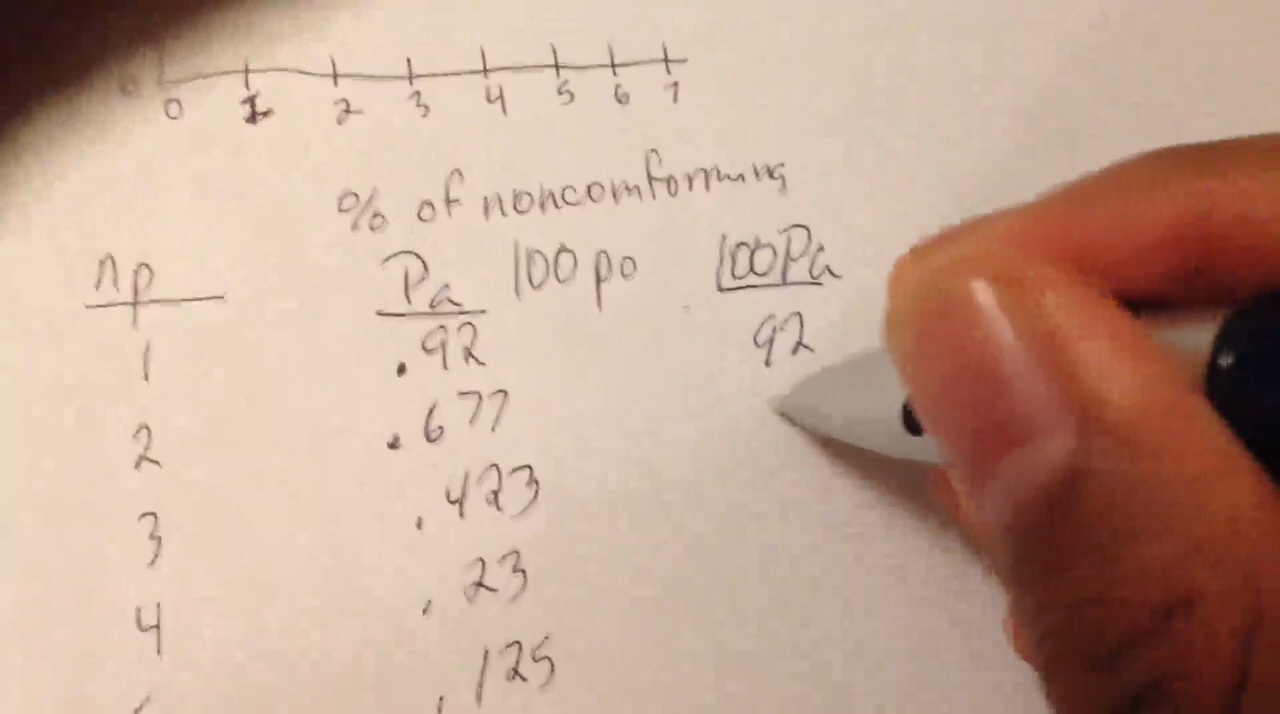 0 1 2 3 4 5 6 7
% of noncomforming
np Pa 100po 100Pa
1 .92 92
2 .677
3 .423
4 .23
.125